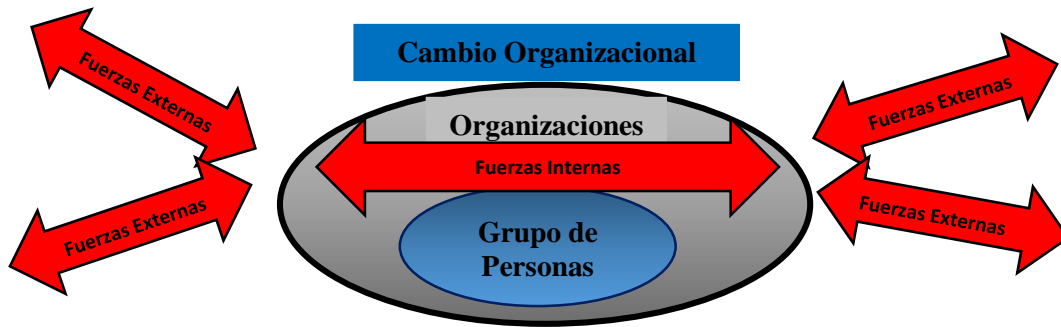 Fuerzas Externas
Cambio Organizacional
Fuerzas Externas
Organizaciones
Fuerzas Internas
Fuerzas Externas
Fuerzas Externas
Grupo de
Personas